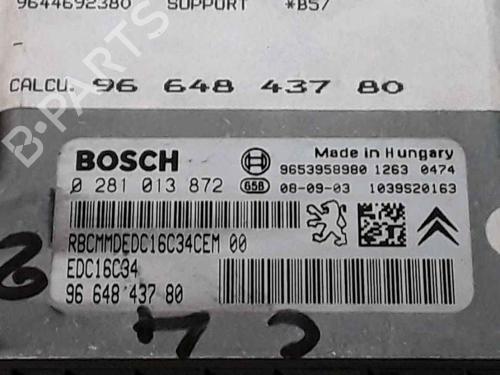 9644692380 SUPPORT *B57
CALCU. 96 648 437 80
BOSCH
Made in Hungary
9653958980 1263 0474
0 281 013 872
658 08-09-03 1039S20163
RBCMMDEDC16C34CEM 00
EDC16C34
96 648 437 80
B-PARTS